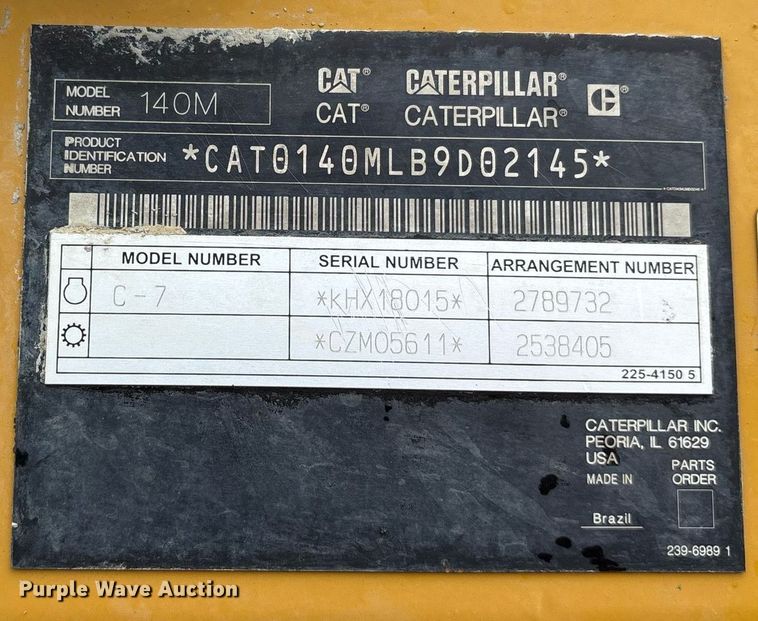 CAT® CATERPILLAR®
CAT® CATERPILLAR® CE®
MODEL NUMBER 140M
PRODUCT IDENTIFICATION NUMBER *CAT0140MLB9D02145*
MODEL NUMBER SERIAL NUMBER ARRANGEMENT NUMBER
C-7 *KHX18015* 2789732
*CZM05611* 2538405
225-4150 5
CATERPILLAR INC.
PEORIA, IL 61629
USA
MADE IN Brazil
PARTS ORDER
239-6989 1
Purple Wave Auction